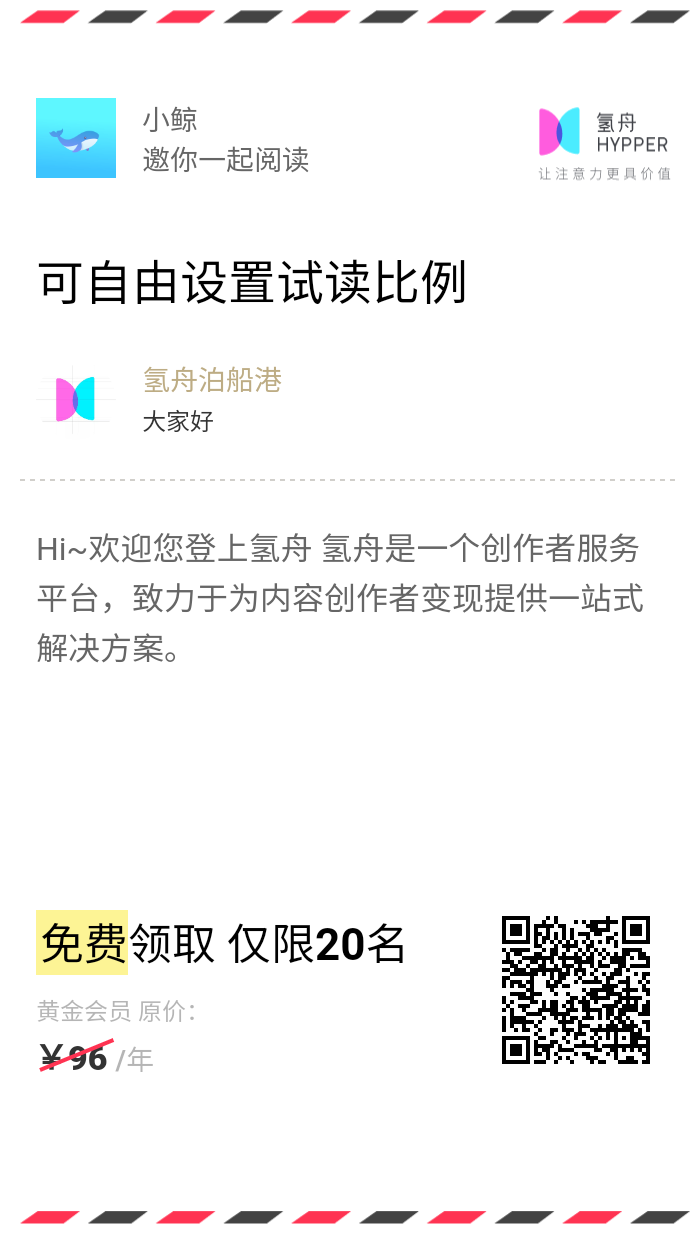 小鲸
邀你一起阅读
氢舟
HYPPER
让注意力更具价值
可自由设置试读比例
氢舟泊船港
大家好
Hi~欢迎您登上氢舟 氢舟是一个创作者服务
平台，致力于为内容创作者变现提供一站式
解决方案。
免费领取 仅限20名
黄金会员 原价：
￥96 /年